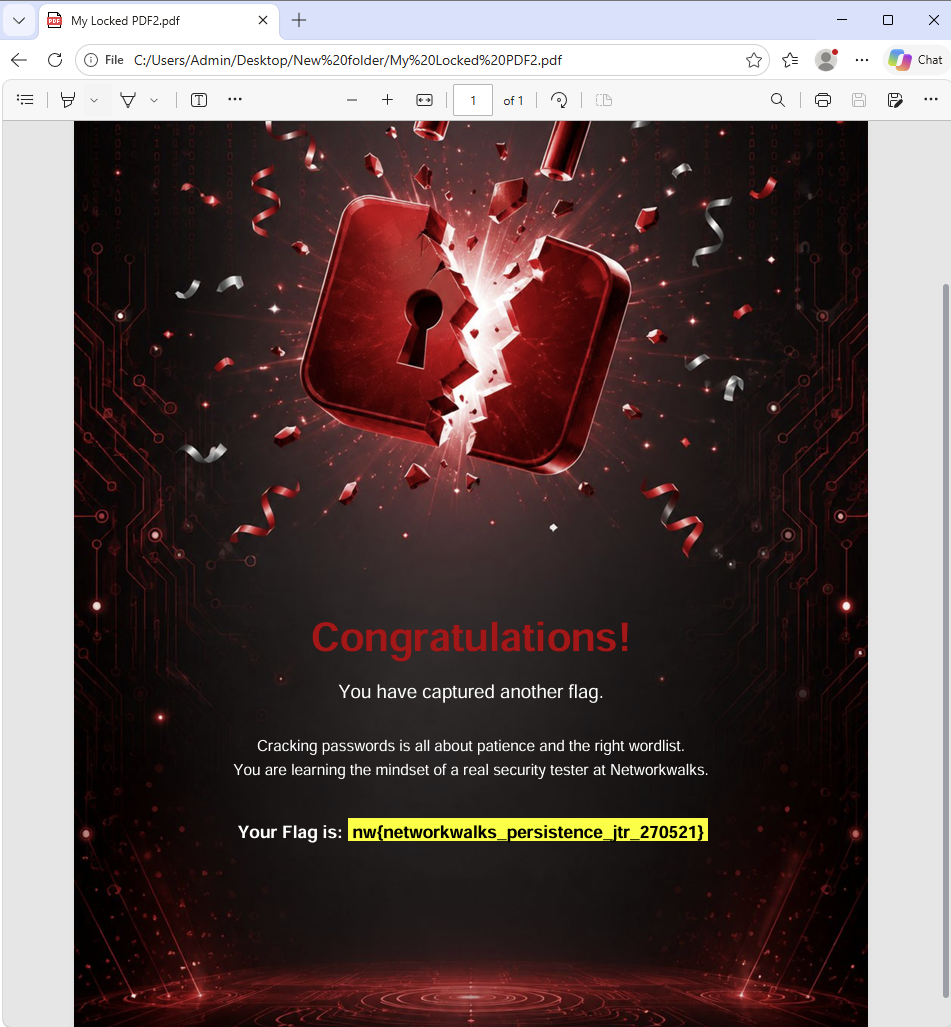 My Locked PDF2.pdf
File C:/Users/Admin/Desktop/New%20folder/My%20Locked%20PDF2.pdf
Chat
1 of 1
Congratulations!
You have captured another flag.
Cracking passwords is all about patience and the right wordlist.
You are learning the mindset of a real security tester at Networkwalks.
Your Flag is: nw{networkwalks_persistence_jtr_270521}